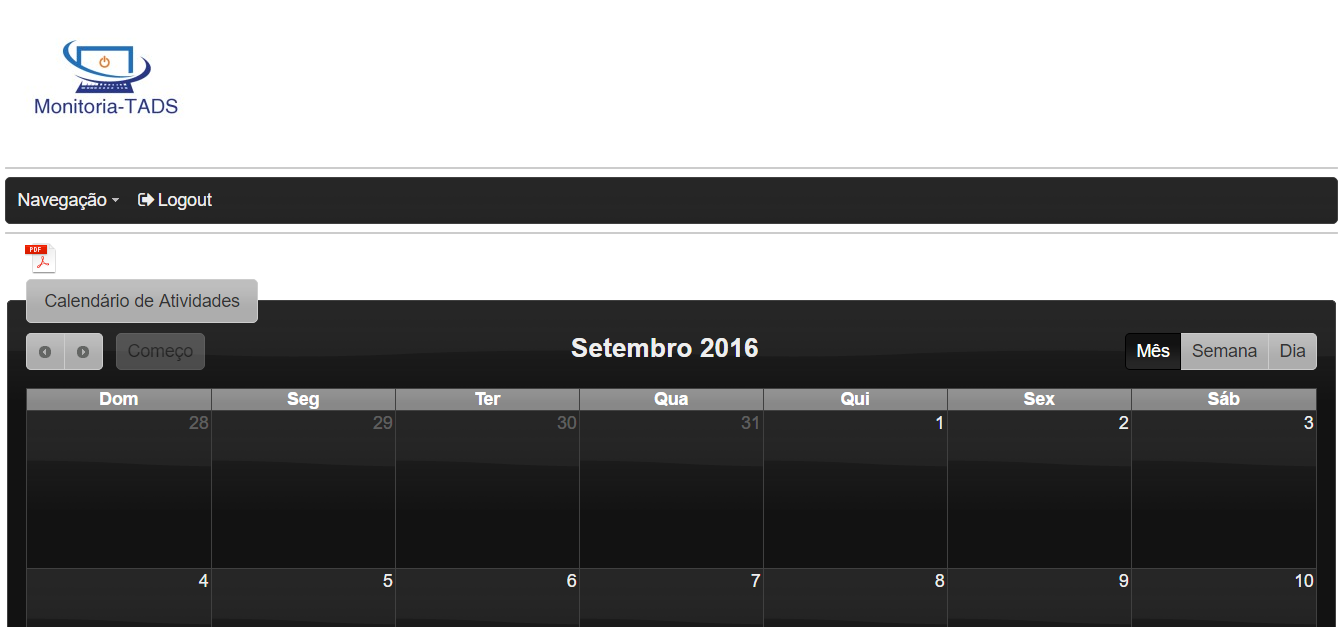 Monitoria-TADS
Navegação Logout
PDF
Calendário de Atividades
Começo Setembro 2016 Mês Semana Dia
Dom Seg Ter Qua Qui Sex Sáb
28 29 30 31 1 2 3
4 5 6 7 8 9 10